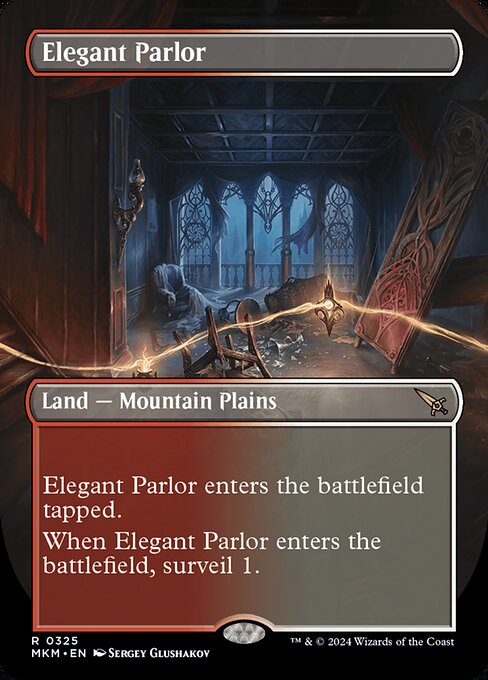 Elegant Parlor
Land — Mountain Plains
Elegant Parlor enters the battlefield
tapped.
When Elegant Parlor enters the
battlefield, surveil 1.
R 0325
MKM • EN Sergey Glushakov
™ & © 2024 Wizards of the Coast